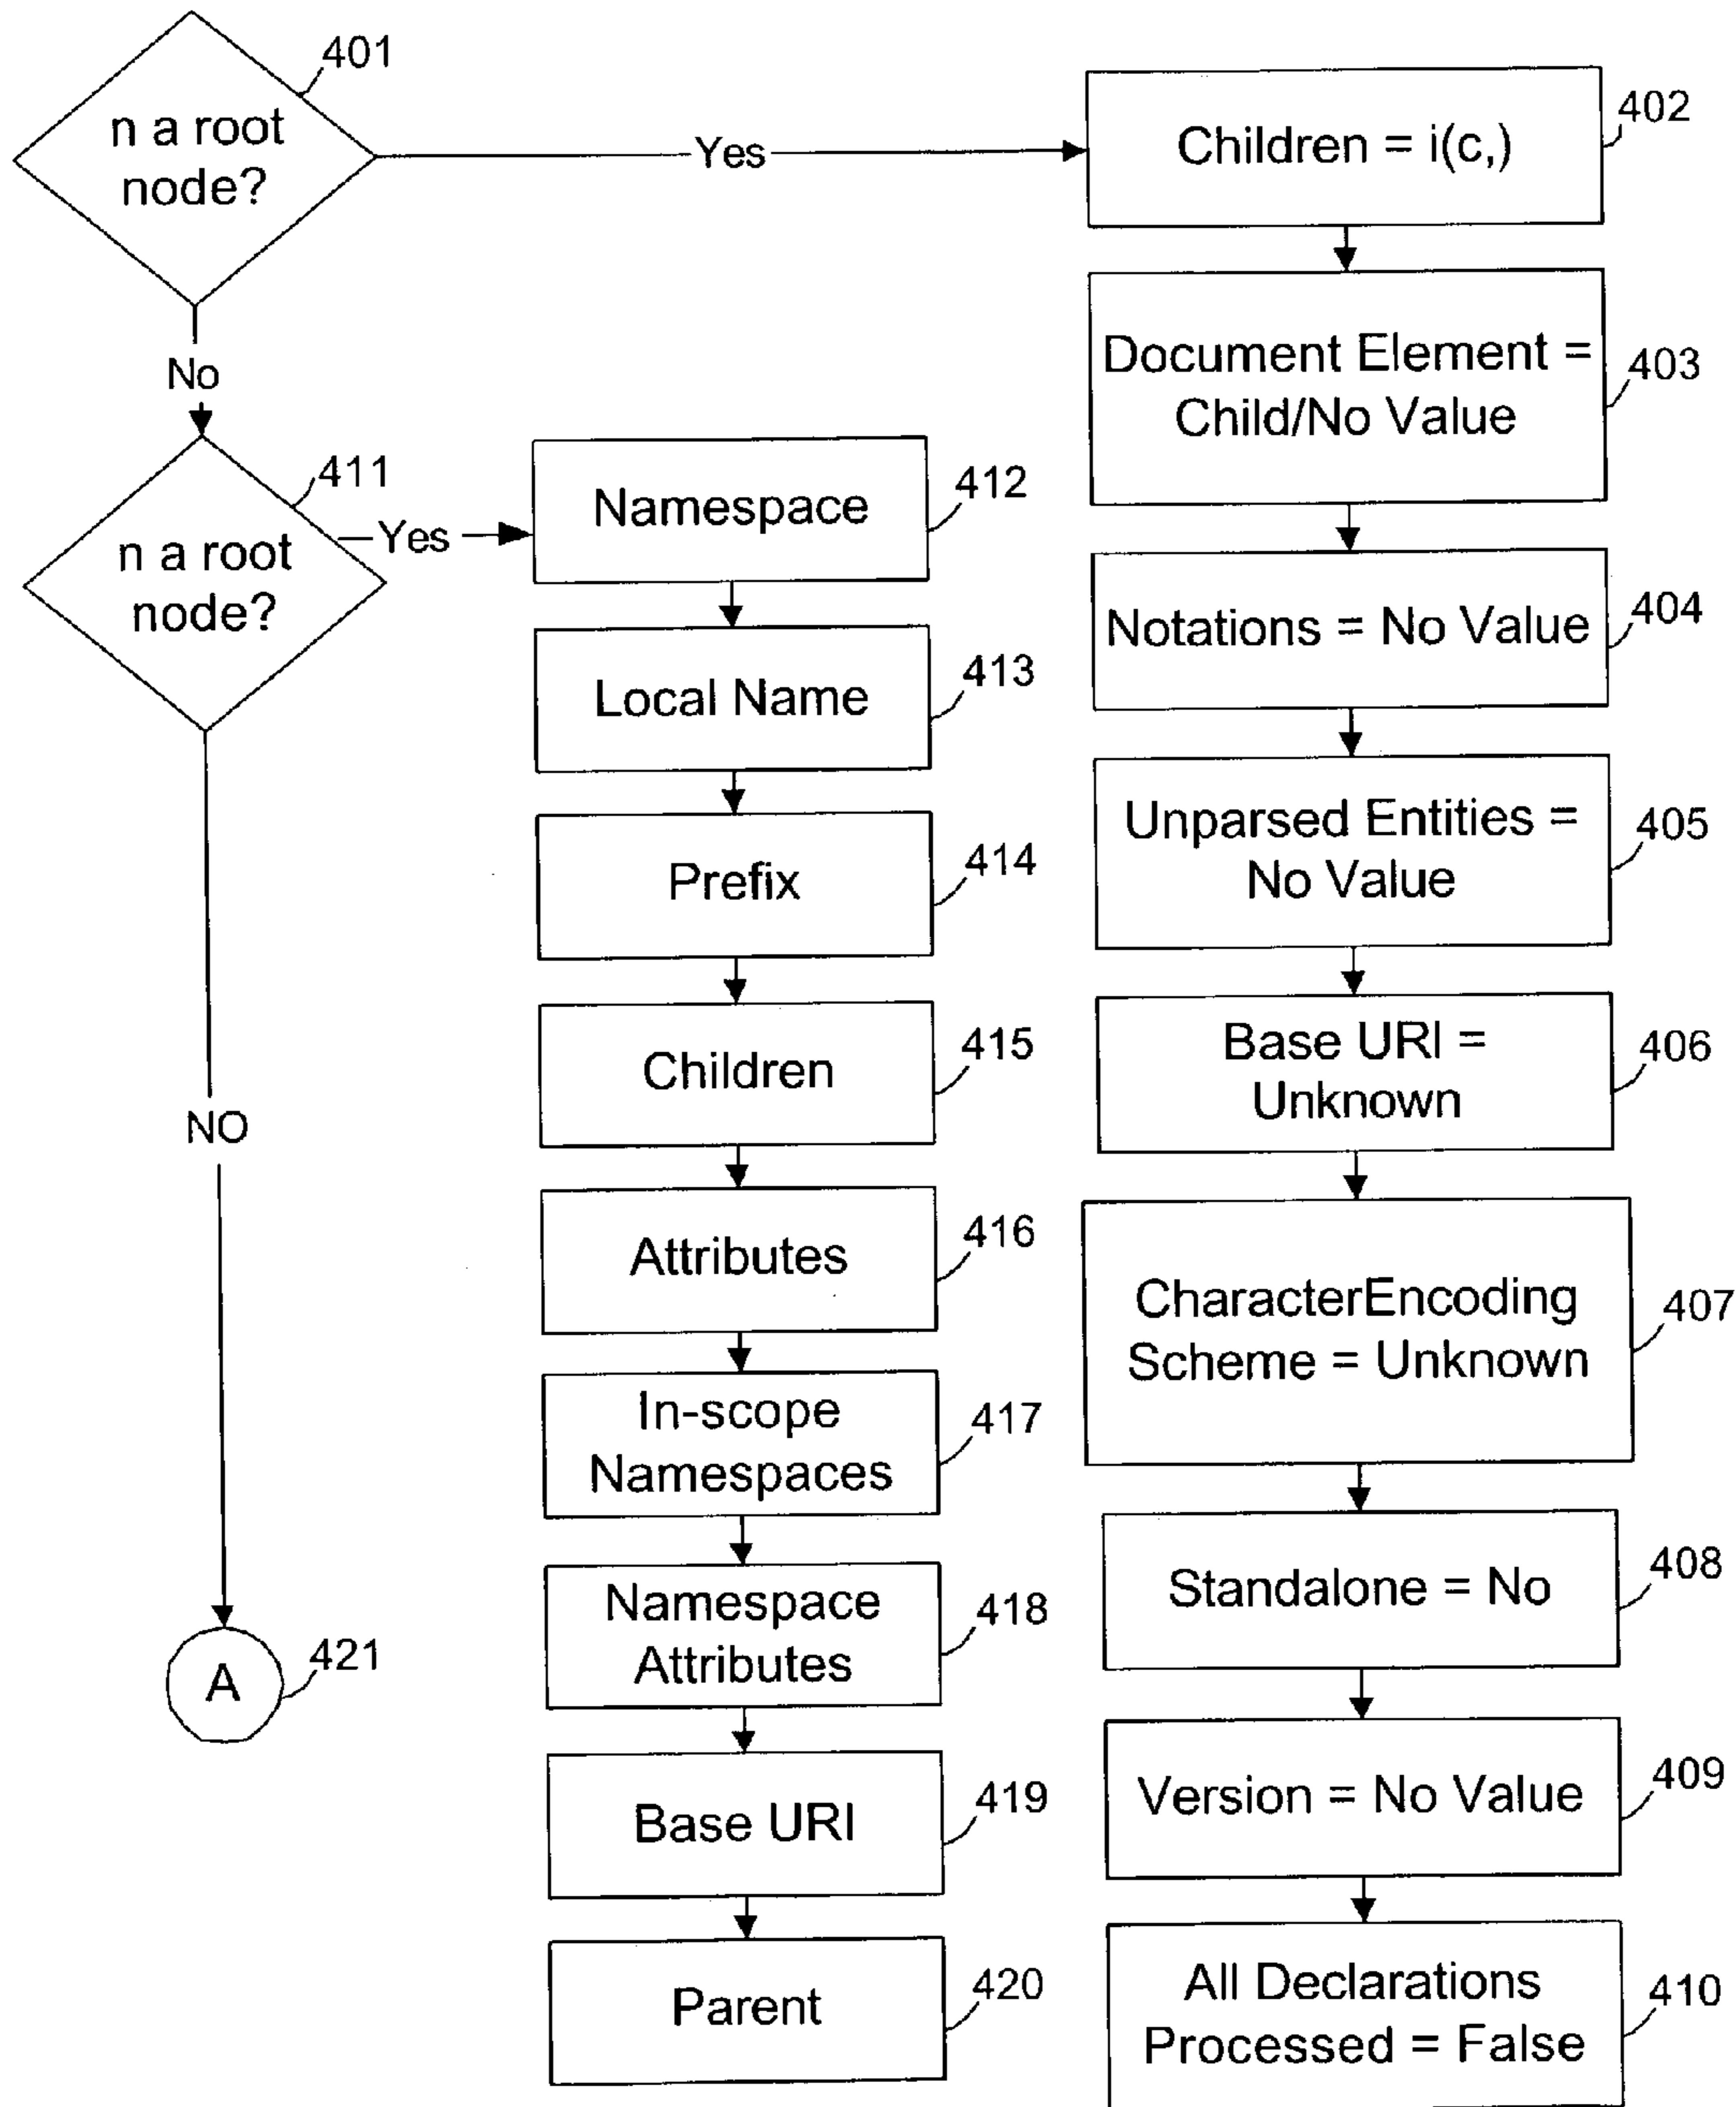 401
n a root
node?
Yes
Children = i(c,)
402
Document Element =
Child/No Value
403
Notations = No Value
404
Unparsed Entities =
No Value
405
Base URI =
Unknown
406
CharacterEncoding
Scheme = Unknown
407
Standalone = No
408
Version = No Value
409
All Declarations
Processed = False
410
No
411
n a root
node?
Yes
Namespace
412
Local Name
413
Prefix
414
Children
415
Attributes
416
In-scope
Namespaces
417
Namespace
Attributes
418
Base URI
419
Parent
420
NO
A
421